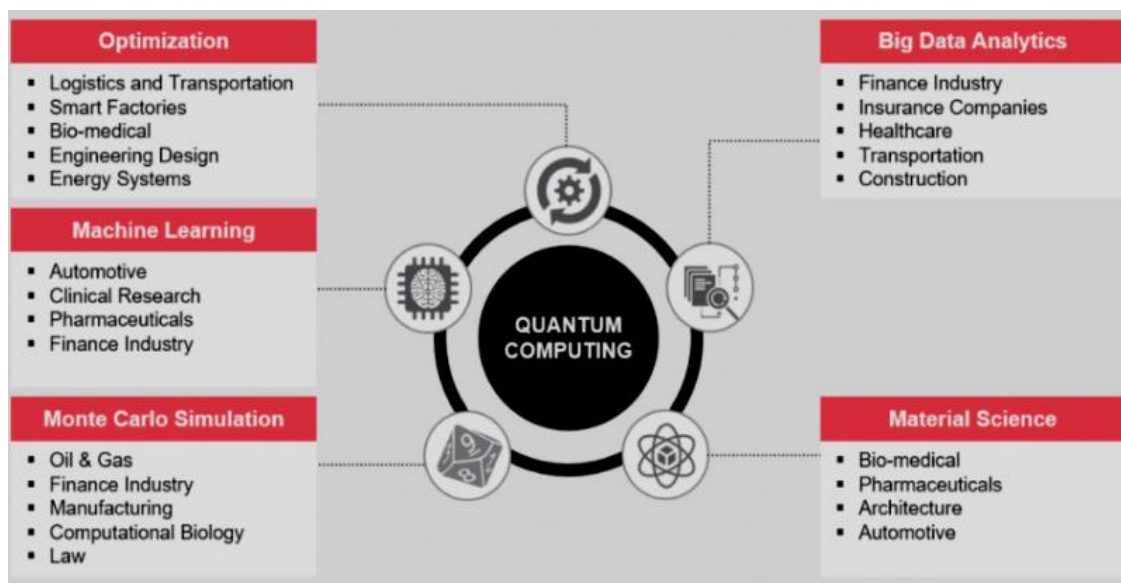 Optimization
▪ Logistics and Transportation
▪ Smart Factories
▪ Bio-medical
▪ Engineering Design
▪ Energy Systems
Machine Learning
▪ Automotive
▪ Clinical Research
▪ Pharmaceuticals
▪ Finance Industry
Monte Carlo Simulation
▪ Oil & Gas
▪ Finance Industry
▪ Manufacturing
▪ Computational Biology
▪ Law
QUANTUM
COMPUTING
9
8
Big Data Analytics
▪ Finance Industry
▪ Insurance Companies
▪ Healthcare
▪ Transportation
▪ Construction
Material Science
▪ Bio-medical
▪ Pharmaceuticals
▪ Architecture
▪ Automotive